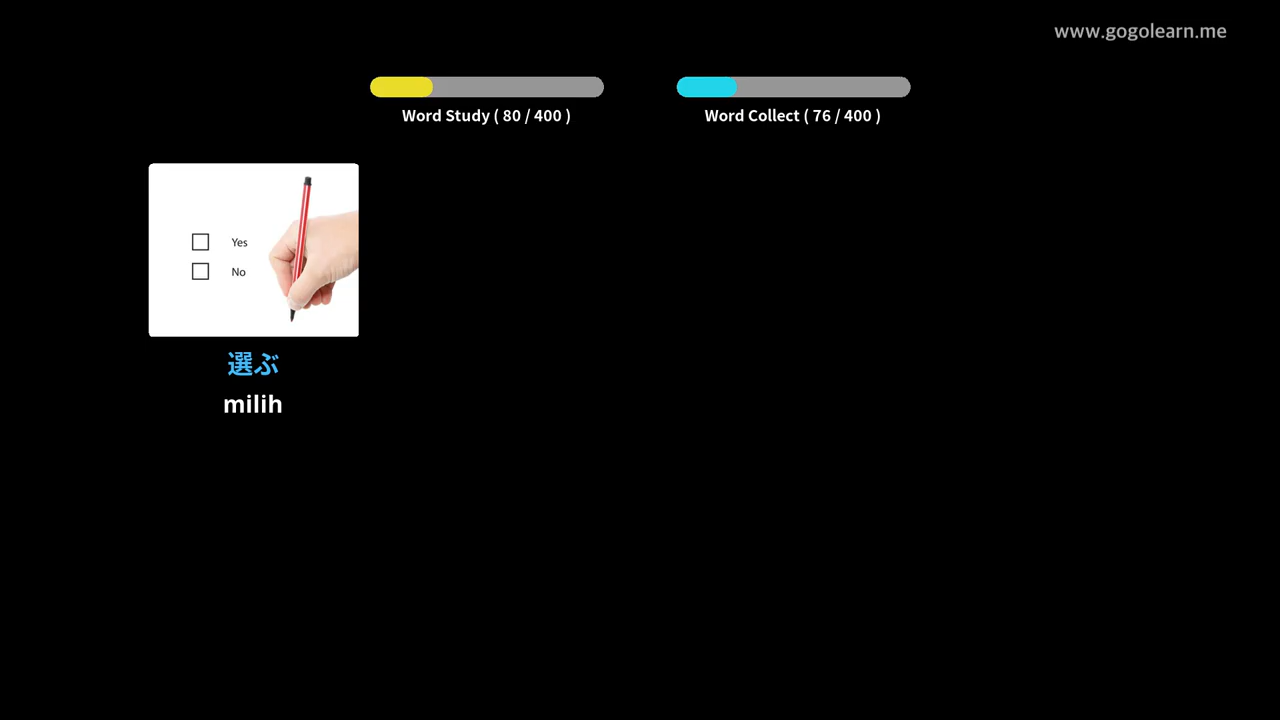 www.gogolearn.me
Word Study ( 80 / 400 )
Word Collect ( 76 / 400 )
Yes
No
選ぶ
milih